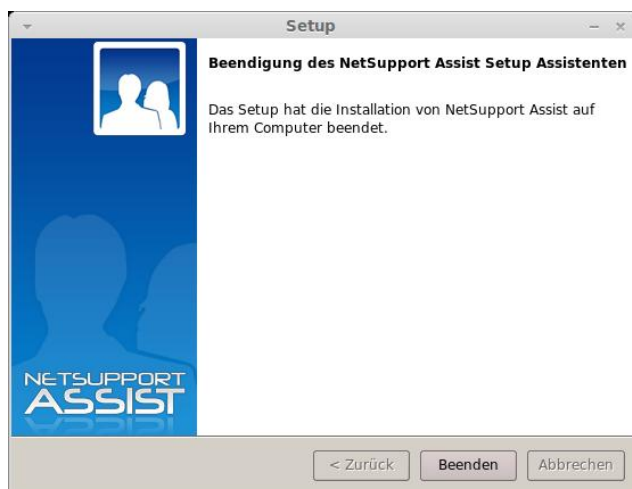 Setup
Beendigung des NetSupport Assist Setup Assistenten
Das Setup hat die Installation von NetSupport Assist auf
Ihrem Computer beendet.
NETSUPPORT
ASSIST
< Zurück
Beenden
Abbrechen